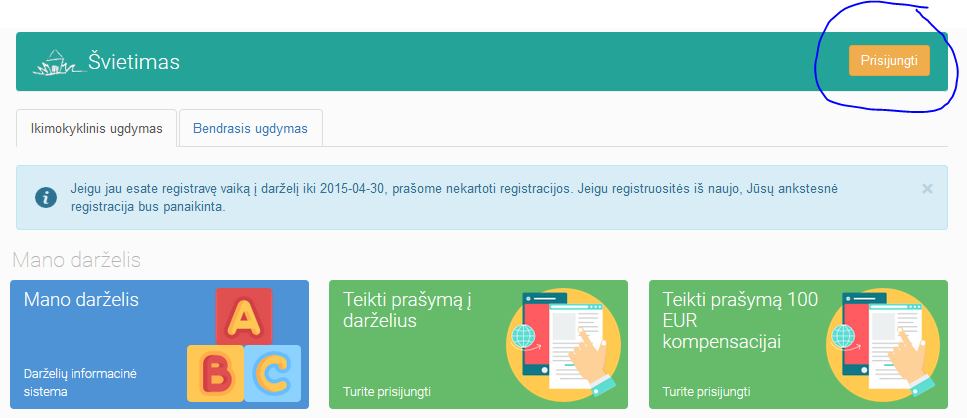 Švietimas
Prisijungti
Ikimokyklinis ugdymas
Bendrasis ugdymas
Jeigu jau esate registravę vaiką į darželį iki 2015-04-30, prašome nekartoti registracijos. Jeigu registruositės iš naujo, Jūsų ankstesnė
registracija bus panaikinta.
Mano darželis
Mano darželis
A
B C
Darželių informacinė
sistema
Teikti prašymą į
darželius
Turite prisijungti
Teikti prašymą 100
EUR
kompensacijai
Turite prisijungti